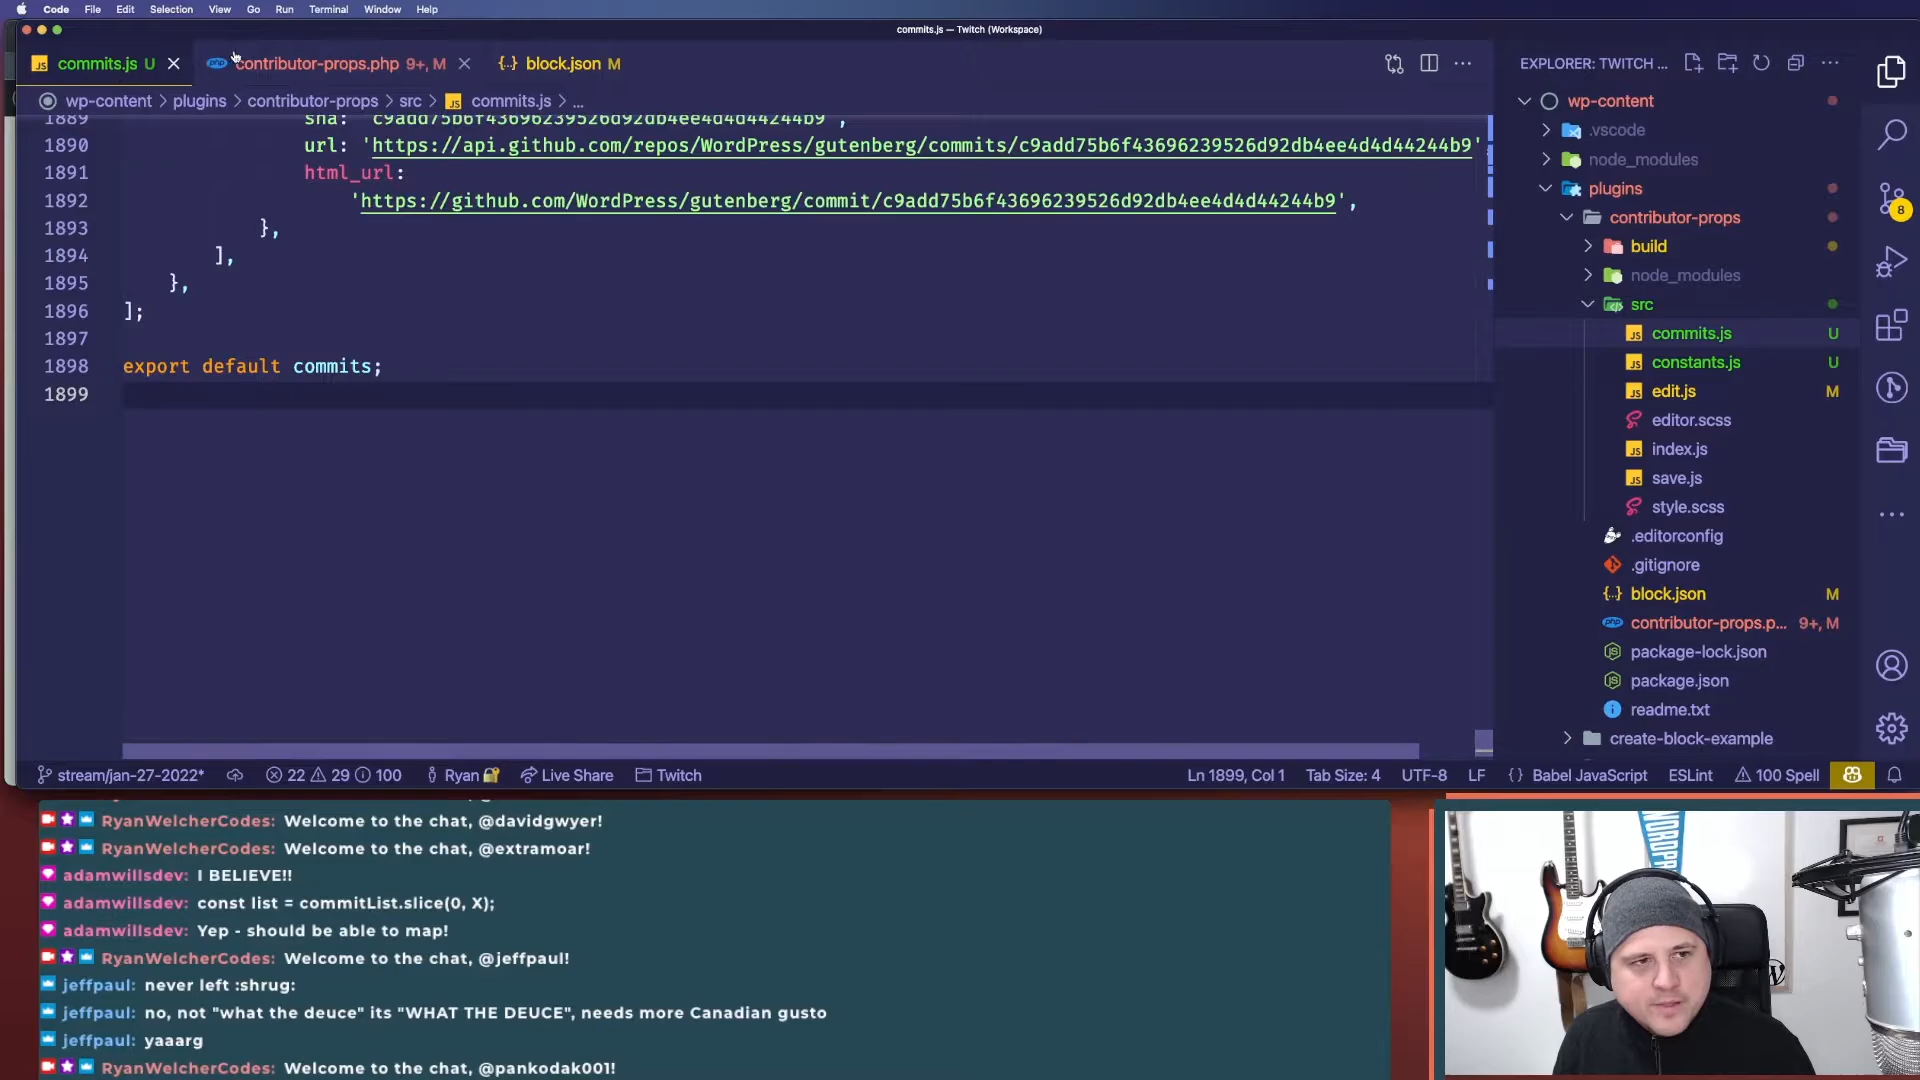 Code File Edit Selection View Go Run Terminal Window Help
commits.js — Twitch (Workspace)
commits.js U
contributor-props.php 9+, M
block.json M
EXPLORER: TWITCH ...
wp-content > plugins > contributor-props > src > commits.js > ...
1889 sha: 'c9add75b6f43696239526d92db4ee4d4d44244b9',
1890 url: 'https://api.github.com/repos/WordPress/gutenberg/commits/c9add75b6f43696239526d92db4ee4d4d44244b9'
1891 html_url:
1892 'https://github.com/WordPress/gutenberg/commit/c9add75b6f43696239526d92db4ee4d4d44244b9',
1893 },
1894 ],
1895 },
1896 ];
1897
1898 export default commits;
1899
wp-content
.vscode
node_modules
plugins
contributor-props
build
node_modules
src
commits.js U
constants.js U
edit.js M
editor.scss
index.js
save.js
style.scss
.editorconfig
.gitignore
block.json M
contributor-props.p... 9+, M
package-lock.json
package.json
readme.txt
create-block-example
8
stream/jan-27-2022* 22 29 100 Ryan Live Share Twitch
Ln 1899, Col 1 Tab Size: 4 UTF-8 LF {} Babel JavaScript ESLint 100 Spell
RyanWelcherCodes: Welcome to the chat, @davidgwyer!
RyanWelcherCodes: Welcome to the chat, @extramoar!
adamwillsdev: I BELIEVE!!
adamwillsdev: const list = commitList.slice(0, X);
adamwillsdev: Yep - should be able to map!
RyanWelcherCodes: Welcome to the chat, @jeffpaul!
jeffpaul: never left :shrug:
jeffpaul: no, not "what the deuce" its "WHAT THE DEUCE", needs more Canadian gusto
jeffpaul: yaaarg
RyanWelcherCodes: Welcome to the chat, @pankodak001!